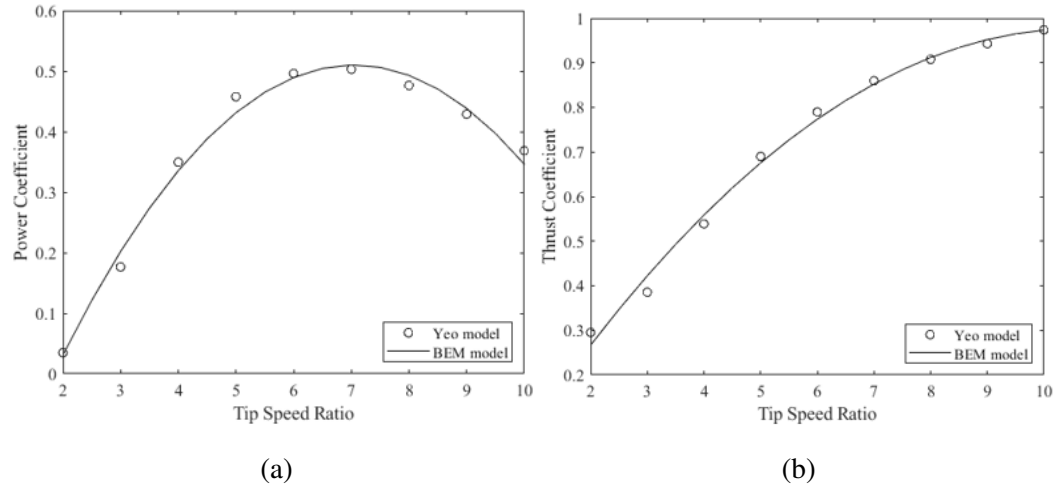 0.6
0.5
0.4
0.3
0.2
0.1
0
Power Coefficient
2 3 4 5 6 7 8 9 10
Tip Speed Ratio
Yeo model
BEM model
(a)
1
0.9
0.8
0.7
0.6
0.5
0.4
0.3
0.2
Thrust Coefficient
2 3 4 5 6 7 8 9 10
Tip Speed Ratio
Yeo model
BEM model
(b)